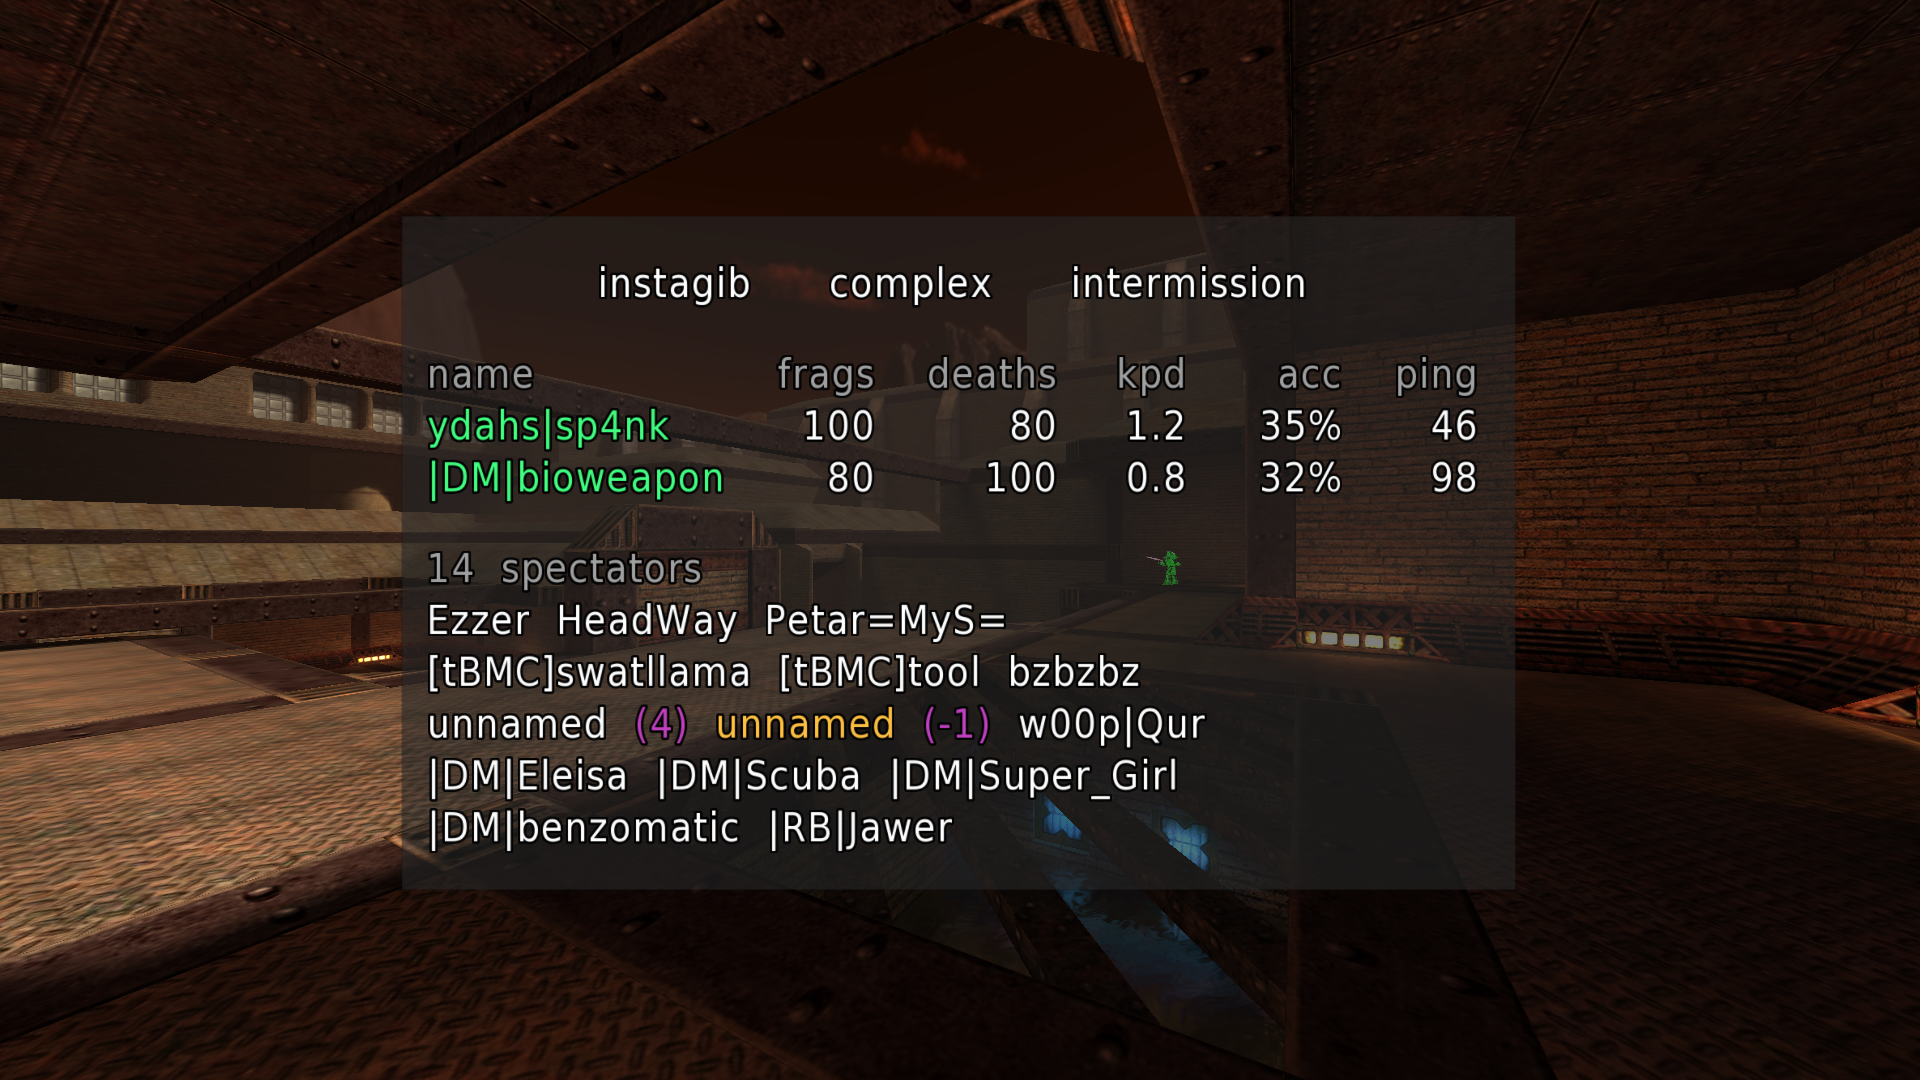 instagib complex intermission
name frags deaths kpd acc ping
ydahs|sp4nk 100 80 1.2 35% 46
|DM|bioweapon 80 100 0.8 32% 98
14 spectators
Ezzer HeadWay Petar=MyS=
[tBMC]swatllama [tBMC]tool bzbzbz
unnamed (4) unnamed (-1) w00p|Qur
|DM|Eleisa |DM|Scuba |DM|Super_Girl
|DM|benzomatic |RB|Jawer